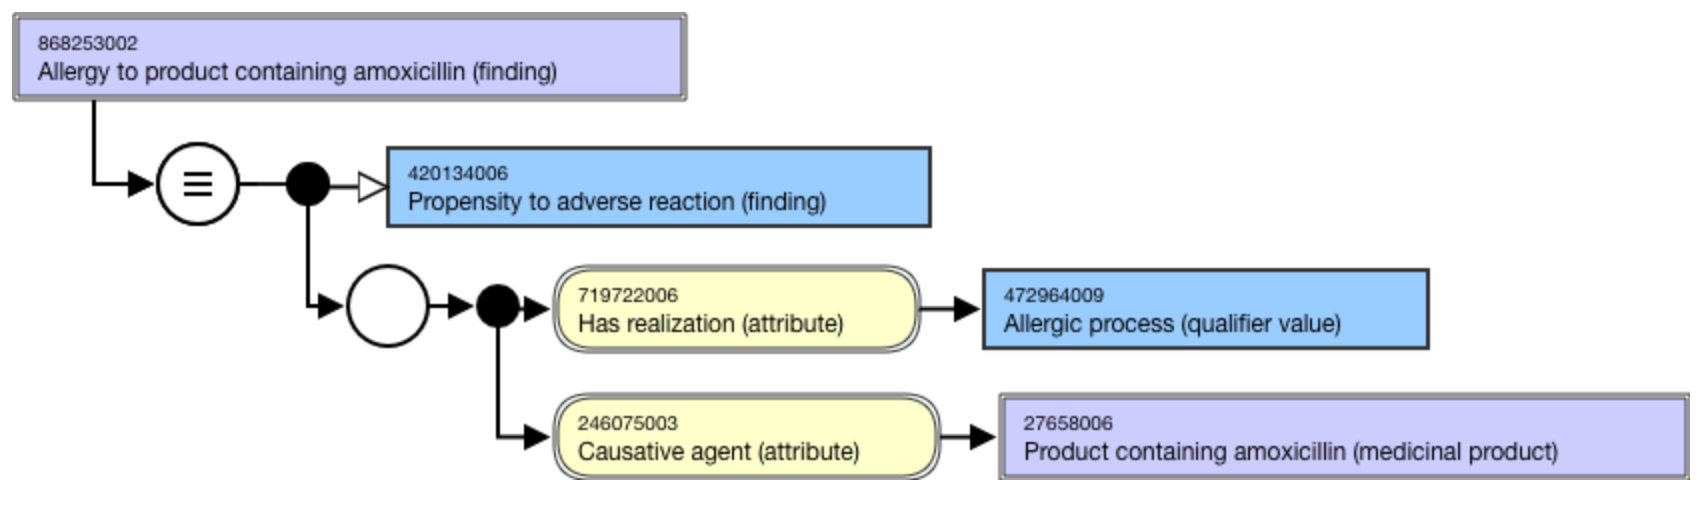 868253002
Allergy to product containing amoxicillin (finding)
420134006
Propensity to adverse reaction (finding)
719722006
Has realization (attribute)
472964009
Allergic process (qualifier value)
246075003
Causative agent (attribute)
27658006
Product containing amoxicillin (medicinal product)